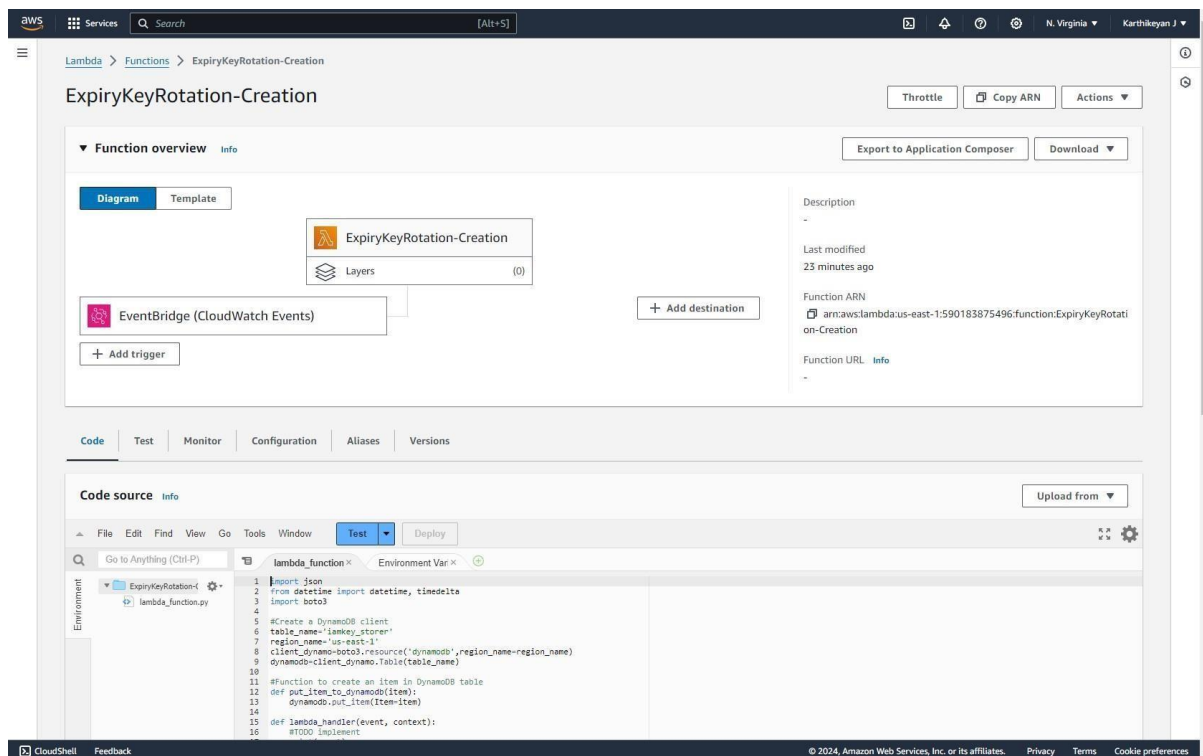 aws
Services
Search
[Alt+S]
N. Virginia ▼
Karthikeyan J ▼
Lambda > Functions > ExpiryKeyRotation-Creation
ExpiryKeyRotation-Creation
Throttle
Copy ARN
Actions ▼
▼ Function overview Info
Export to Application Composer
Download ▼
Diagram
Template
ExpiryKeyRotation-Creation
Layers
(0)
EventBridge (CloudWatch Events)
+ Add trigger
+ Add destination
Description
-
Last modified
23 minutes ago
Function ARN
arn:aws:lambda:us-east-1:590183875496:function:ExpiryKeyRotati
on-Creation
Function URL Info
-
Code
Test
Monitor
Configuration
Aliases
Versions
Code source Info
Upload from ▼
File Edit Find View Go Tools Window
Test
Deploy
Go to Anything (Ctrl-P)
lambda_function ×
Environment Var ×
Environment
ExpiryKeyRotation-(
lambda_function.py
1 import json
2 from datetime import datetime, timedelta
3 import boto3
4
5 #Create a DynamoDB client
6 table_name='iamkey_storer'
7 region_name='us-east-1'
8 client_dynamo=boto3.resource('dynamodb',region_name=region_name)
9 dynamodb=client_dynamo.Table(table_name)
10
11 #Function to create an item in DynamoDB table
12 def put_item_to_dynamodb(item):
13 dynamodb.put_item(Item=item)
14
15 def lambda_handler(event, context):
16 #TODO implement
CloudShell
Feedback
© 2024, Amazon Web Services, Inc. or its affiliates.
Privacy
Terms
Cookie preferences